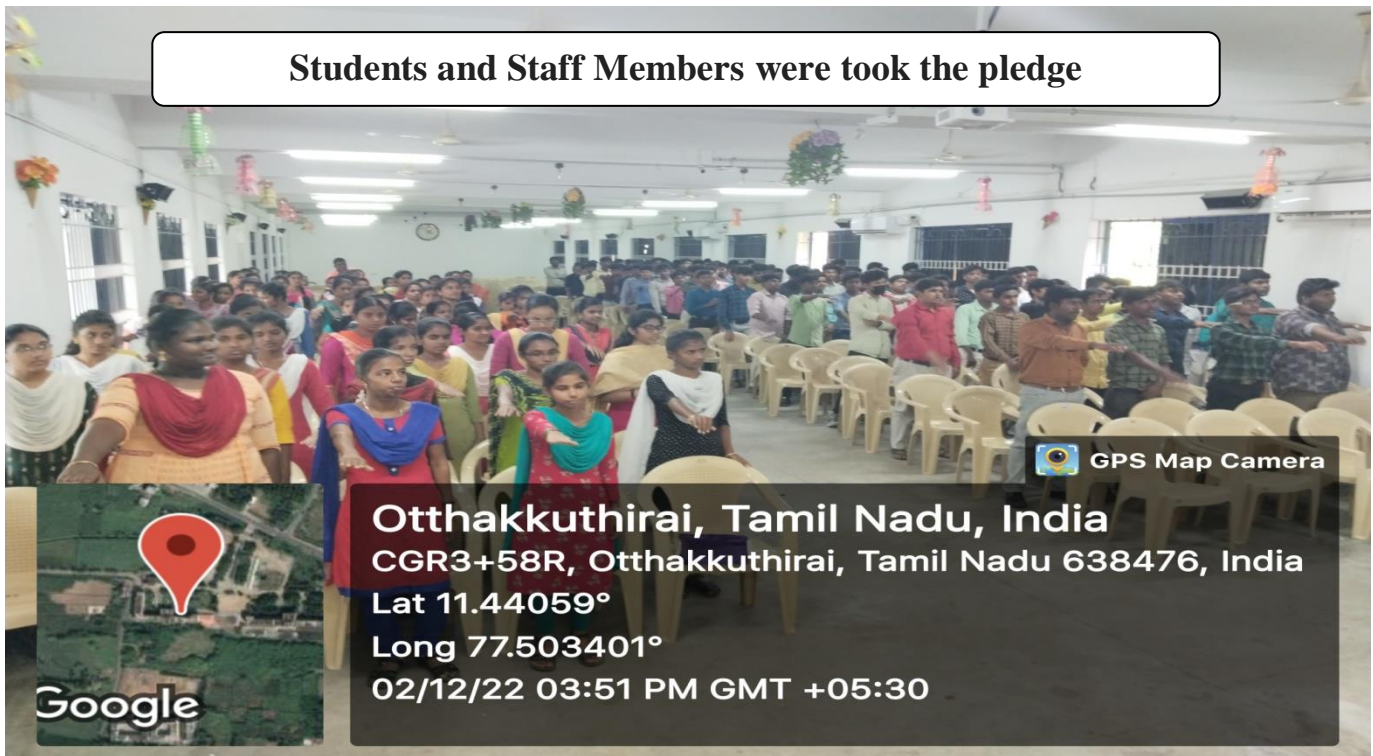 Students and Staff Members were took the pledge
GPS Map Camera
Otthakkuthirai, Tamil Nadu, India
CGR3+58R, Otthakkuthirai, Tamil Nadu 638476, India
Lat 11.44059°
Long 77.503401°
02/12/22 03:51 PM GMT +05:30
Google